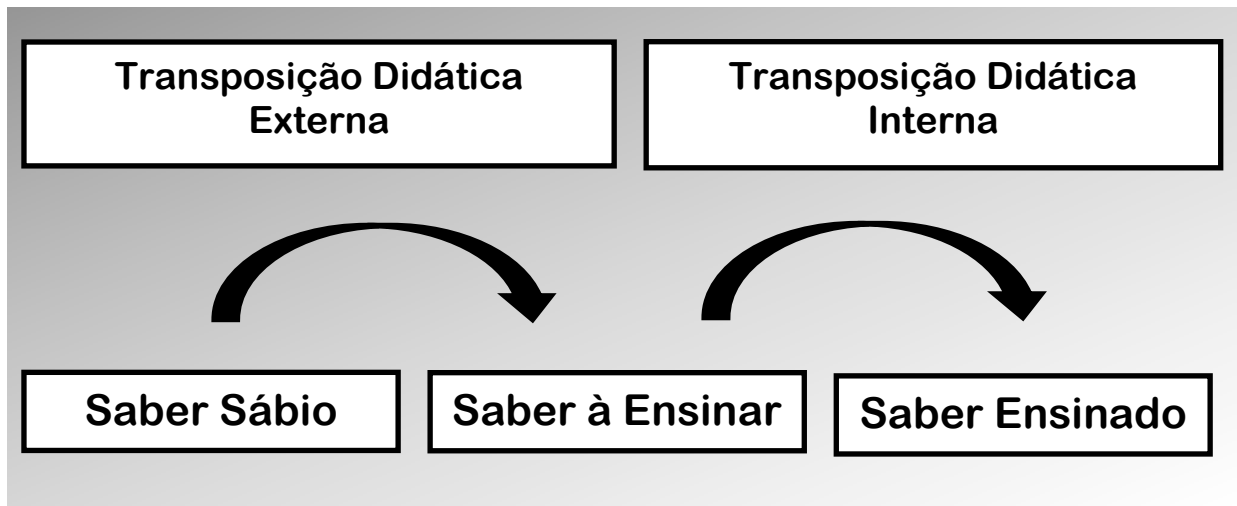 Transposição Didática
Externa
Transposição Didática
Interna
Saber Sábio
Saber à Ensinar
Saber Ensinado